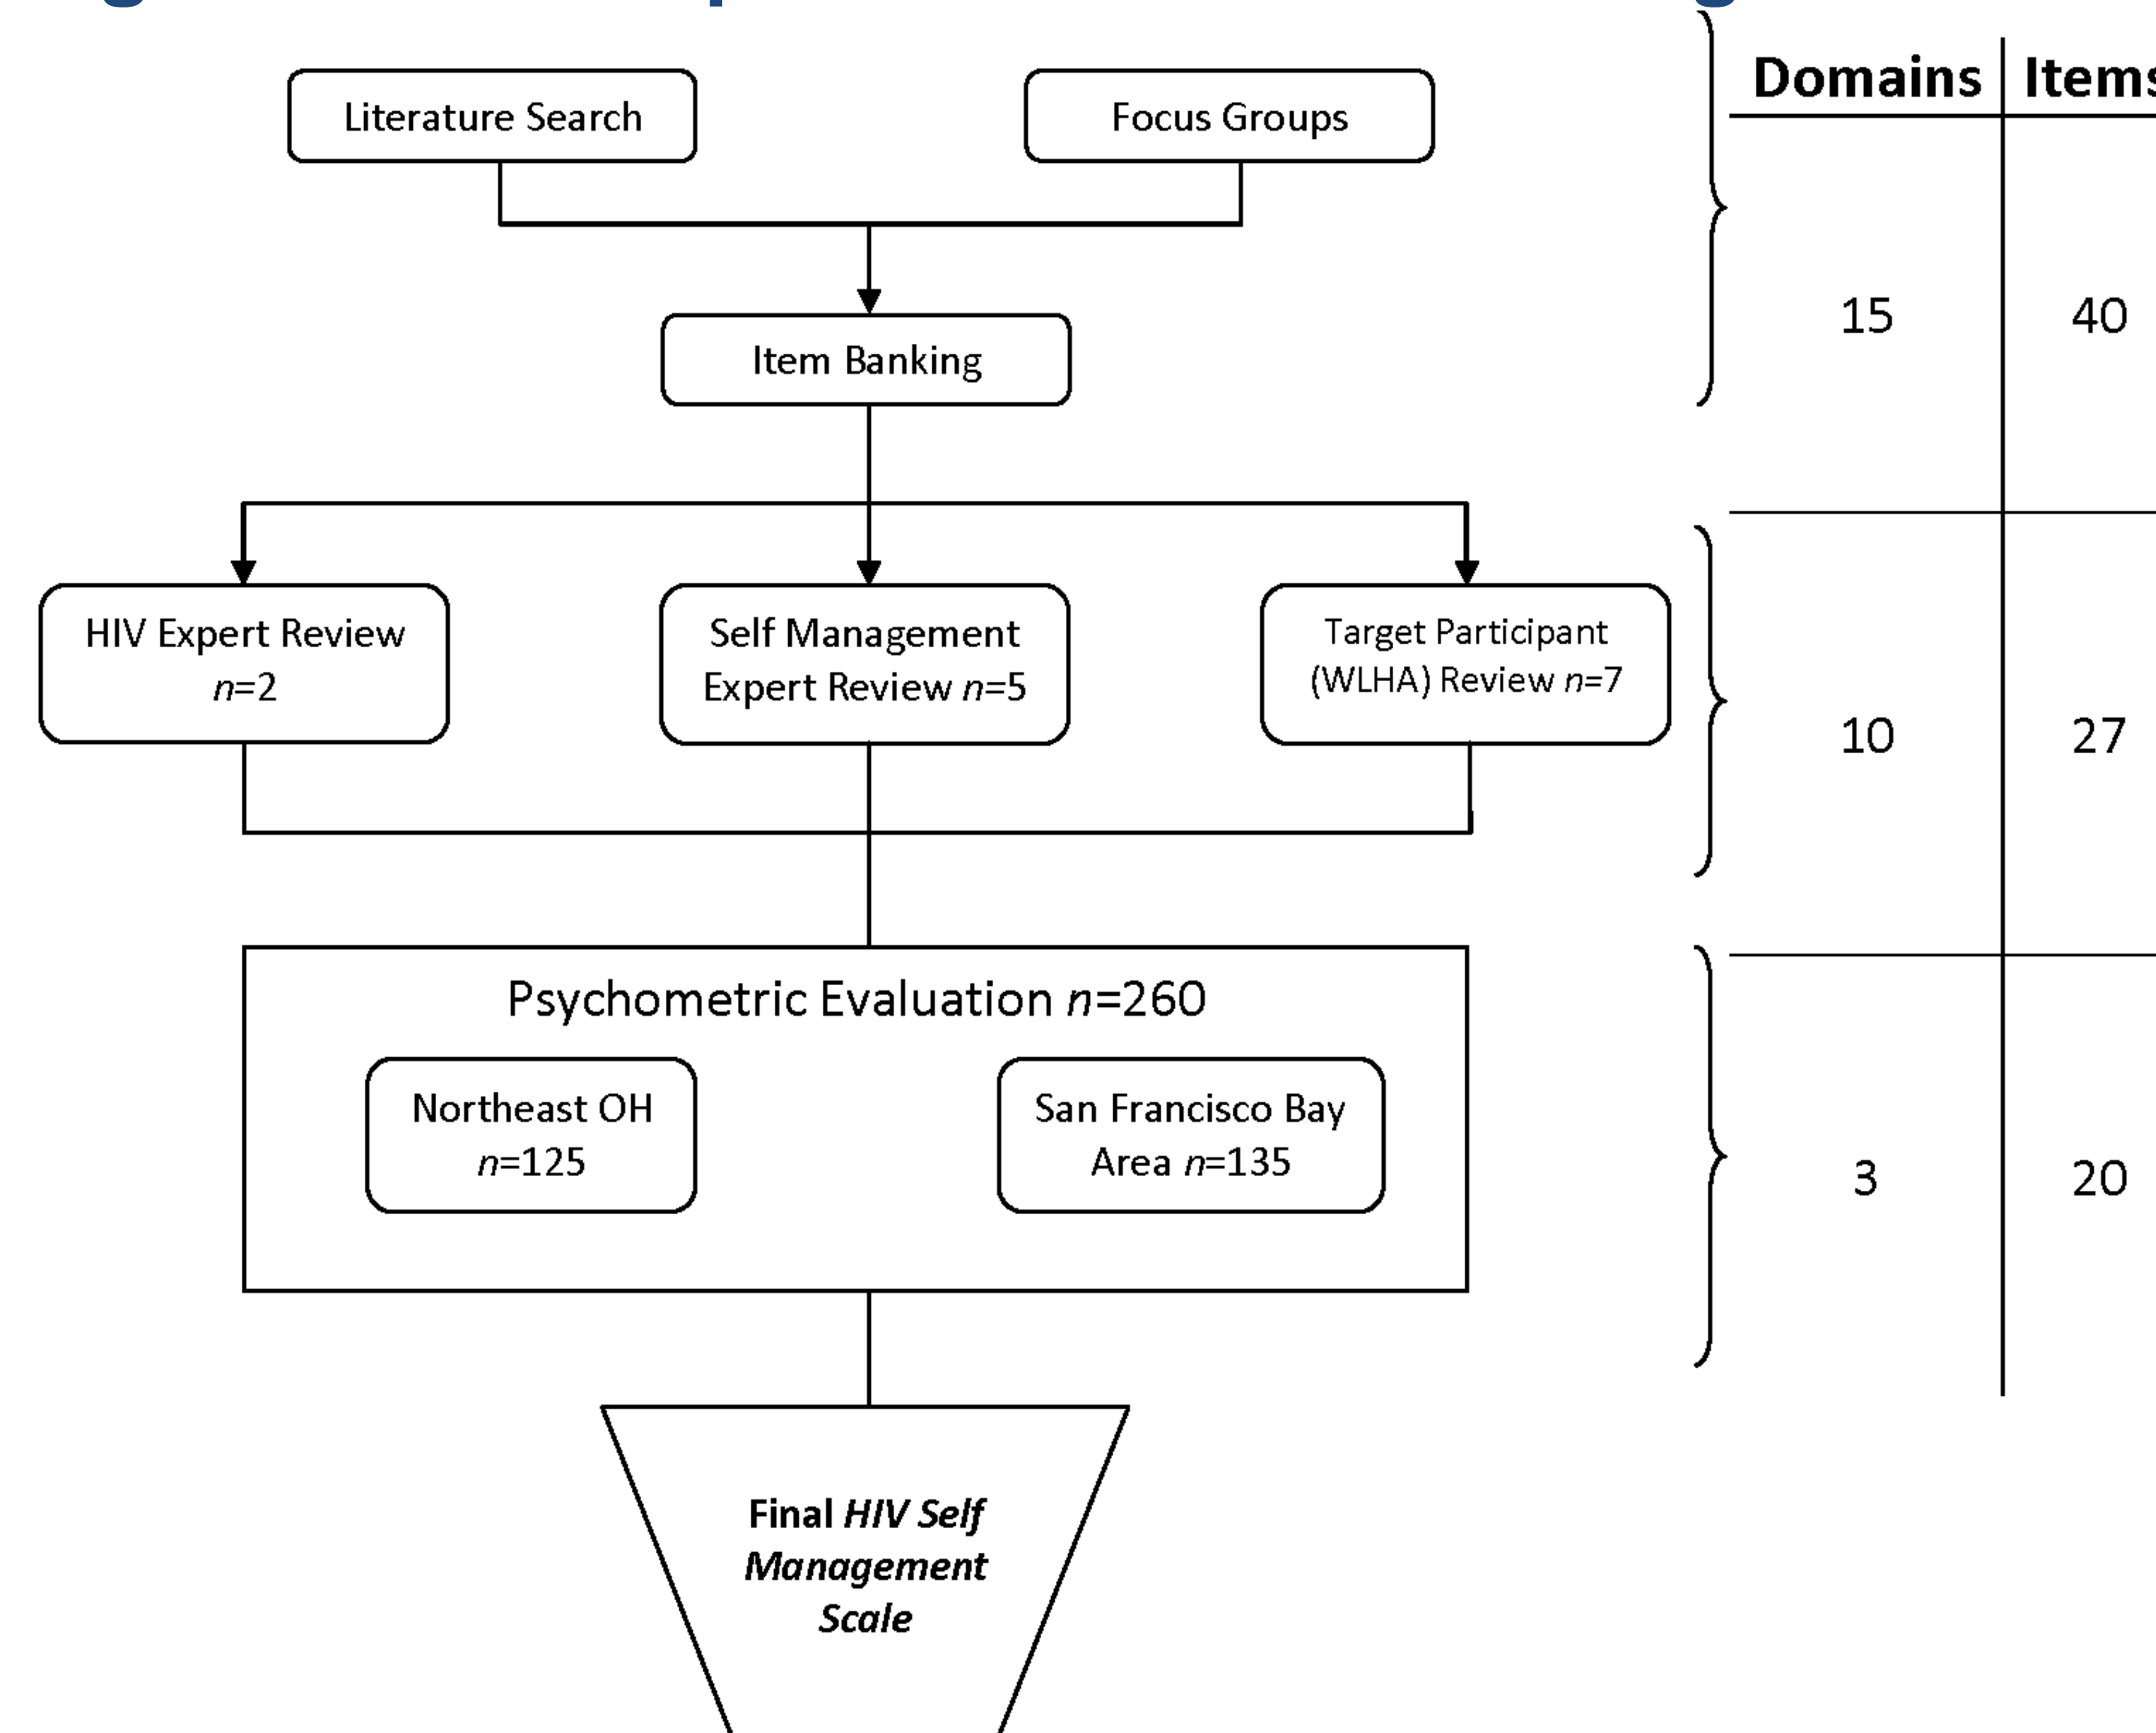 Domains Items
Literature Search
Focus Groups
15 40
Item Banking
HIV Expert Review
n=2
Self Management
Expert Review n=5
Target Participant
(WLHA) Review n=7
10 27
Psychometric Evaluation n=260
Northeast OH
n=125
San Francisco Bay
Area n=135
3 20
Final HIV Self
Management
Scale